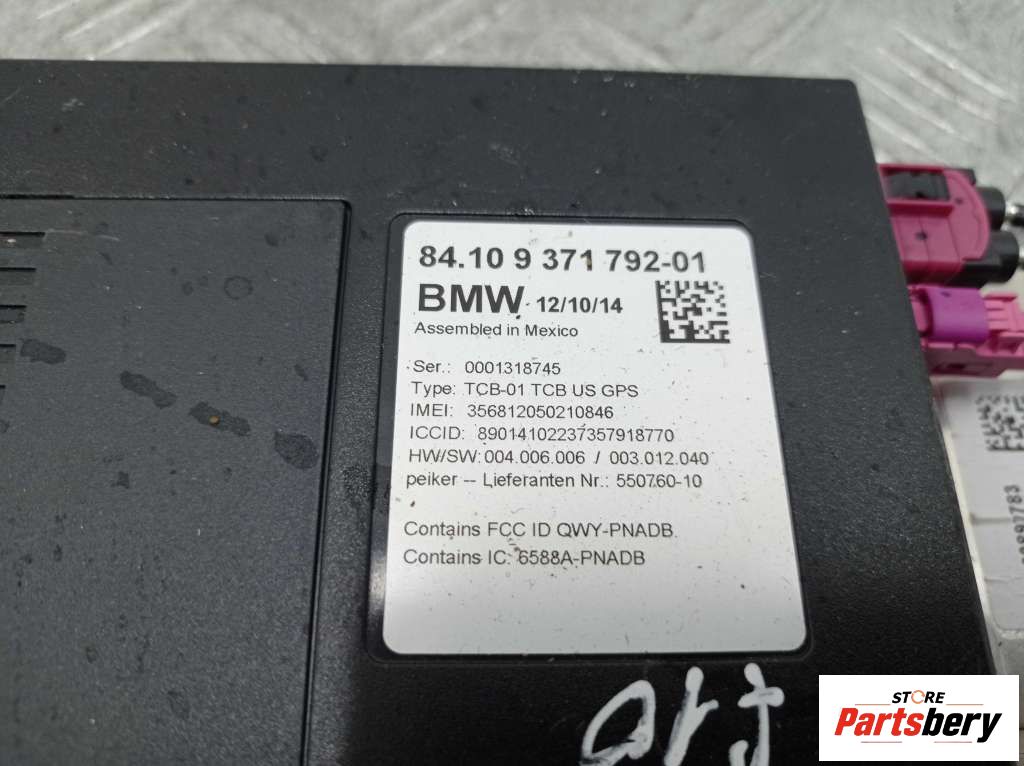 84.10 9 371 792-01
BMW 12/10/14
Assembled in Mexico
Ser.: 0001318745
Type: TCB-01 TCB US GPS
IMEI: 356812050210846
ICCID: 89014102237357918770
HW/SW: 004.006.006 / 003.012.040
peiker -- Lieferanten Nr.: 550760-10
Contains FCC ID QWY-PNADB.
Contains IC: 6588A-PNADB
STORE
Partsbery